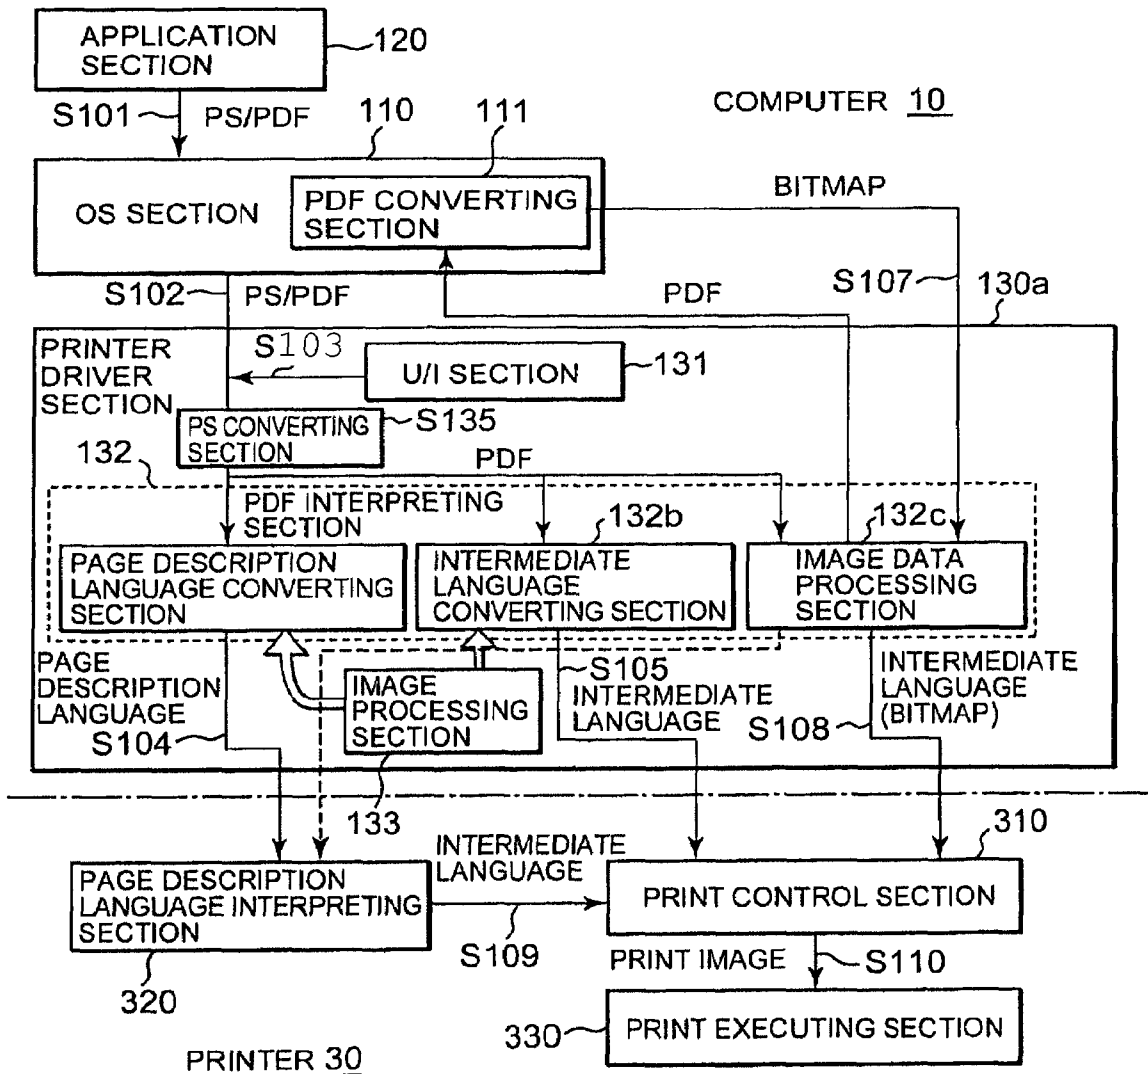 APPLICATION
SECTION
120
S101
PS/PDF
COMPUTER 10
110
111
OS SECTION
PDF CONVERTING
SECTION
BITMAP
S102
PS/PDF
PDF
S107
130a
PRINTER
DRIVER
SECTION
S103
U/I SECTION
131
PS CONVERTING
SECTION
S135
132
PDF
PDF INTERPRETING
SECTION
132b
132c
PAGE DESCRIPTION
LANGUAGE CONVERTING
SECTION
INTERMEDIATE
LANGUAGE
CONVERTING SECTION
IMAGE DATA
PROCESSING
SECTION
PAGE
DESCRIPTION
LANGUAGE
S104
IMAGE
PROCESSING
SECTION
S105
INTERMEDIATE
LANGUAGE
INTERMEDIATE
LANGUAGE
(BITMAP)
S108
133
310
INTERMEDIATE
LANGUAGE
PAGE DESCRIPTION
LANGUAGE INTERPRETING
SECTION
PRINT CONTROL SECTION
S109
320
PRINT IMAGE
S110
330
PRINT EXECUTING SECTION
PRINTER 30